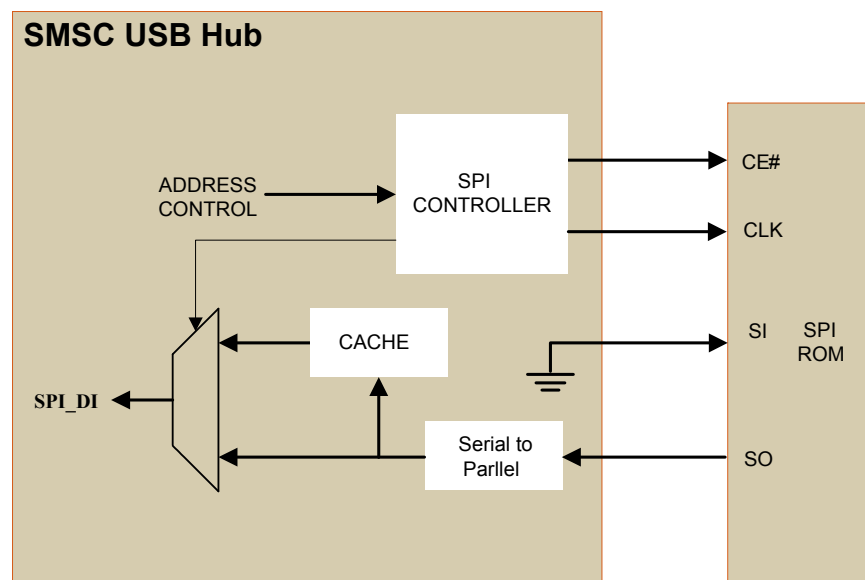 SMSC USB Hub
ADDRESS
CONTROL
SPI
CONTROLLER
CE#
CLK
CACHE
SI
SPI
ROM
SPI_DI
Serial to
Parllel
SO